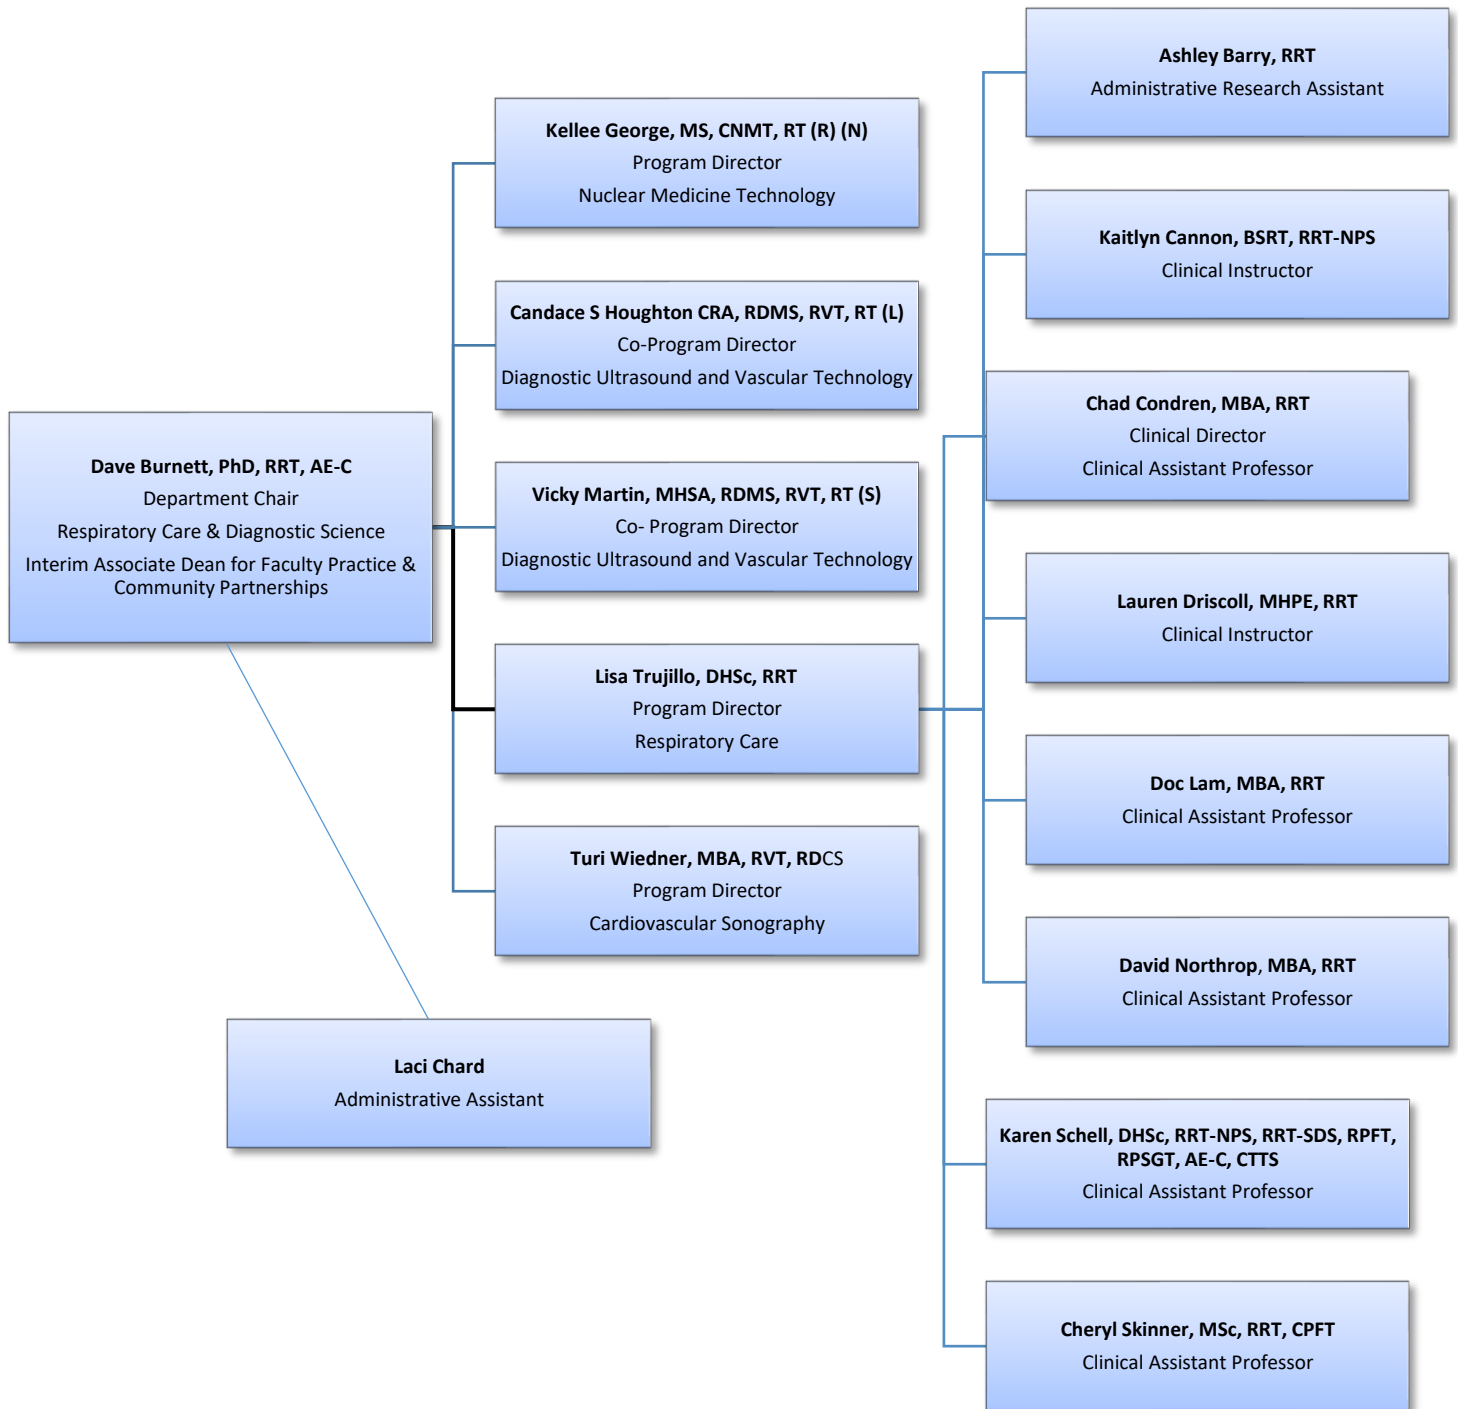 Dave Burnett, PhD, RRT, AE-C
Department Chair
Respiratory Care & Diagnostic Science
Interim Associate Dean for Faculty Practice &
Community Partnerships
Laci Chard
Administrative Assistant
Kellee George, MS, CNMT, RT (R) (N)
Program Director
Nuclear Medicine Technology
Candace S Houghton CRA, RDMS, RVT, RT (L)
Co-Program Director
Diagnostic Ultrasound and Vascular Technology
Vicky Martin, MHSA, RDMS, RVT, RT (S)
Co- Program Director
Diagnostic Ultrasound and Vascular Technology
Lisa Trujillo, DHSc, RRT
Program Director
Respiratory Care
Turi Wiedner, MBA, RVT, RDCS
Program Director
Cardiovascular Sonography
Ashley Barry, RRT
Administrative Research Assistant
Kaitlyn Cannon, BSRT, RRT-NPS
Clinical Instructor
Chad Condren, MBA, RRT
Clinical Director
Clinical Assistant Professor
Lauren Driscoll, MHPE, RRT
Clinical Instructor
Doc Lam, MBA, RRT
Clinical Assistant Professor
David Northrop, MBA, RRT
Clinical Assistant Professor
Karen Schell, DHSc, RRT-NPS, RRT-SDS, RPFT,
RPSGT, AE-C, CTTS
Clinical Assistant Professor
Cheryl Skinner, MSc, RRT, CPFT
Clinical Assistant Professor